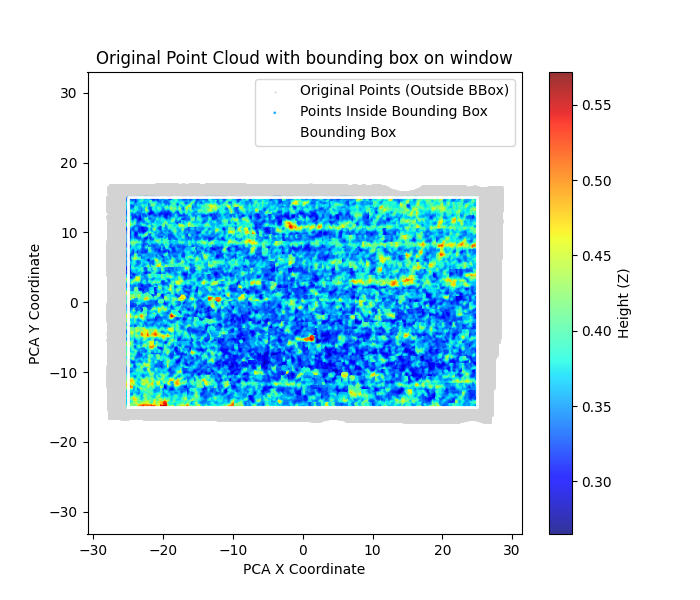 Original Point Cloud with bounding box on window
Original Points (Outside BBox)
Points Inside Bounding Box
Bounding Box
30
20
10
0
−10
−20
−30
PCA Y Coordinate
−30
−20
−10
0
10
20
30
PCA X Coordinate
0.55
0.50
0.45
0.40
0.35
0.30
Height (Z)